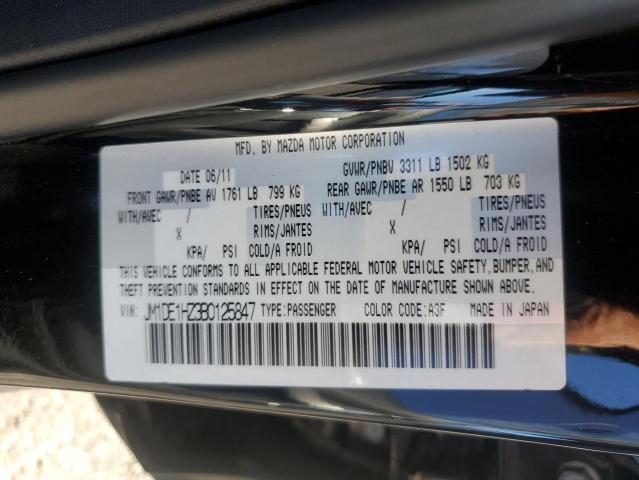 MFD. BY MAZDA MOTOR CORPORATION
DATE 06/11 GVWR/PNBV 3311 LB 1502 KG
FRONT GAWR/PNBE AV 1761 LB 799 KG REAR GAWR/PNBE AR 1550 LB 703 KG
WITH/AVEC / TIRES/PNEUS WITH/AVEC / TIRES/PNEUS
X RIMS/JANTES X RIMS/JANTES
KPA/ PSI COLD/A FROID KPA/ PSI COLD/A FROID
THIS VEHICLE CONFORMS TO ALL APPLICABLE FEDERAL MOTOR VEHICLE SAFETY, BUMPER, AND
THEFT PREVENTION STANDARDS IN EFFECT ON THE DATE OF MANUFACTURE SHOWN ABOVE.
VIN: JM1DE1HZ3B0125847 TYPE:PASSENGER COLOR CODE: A3F MADE IN JAPAN